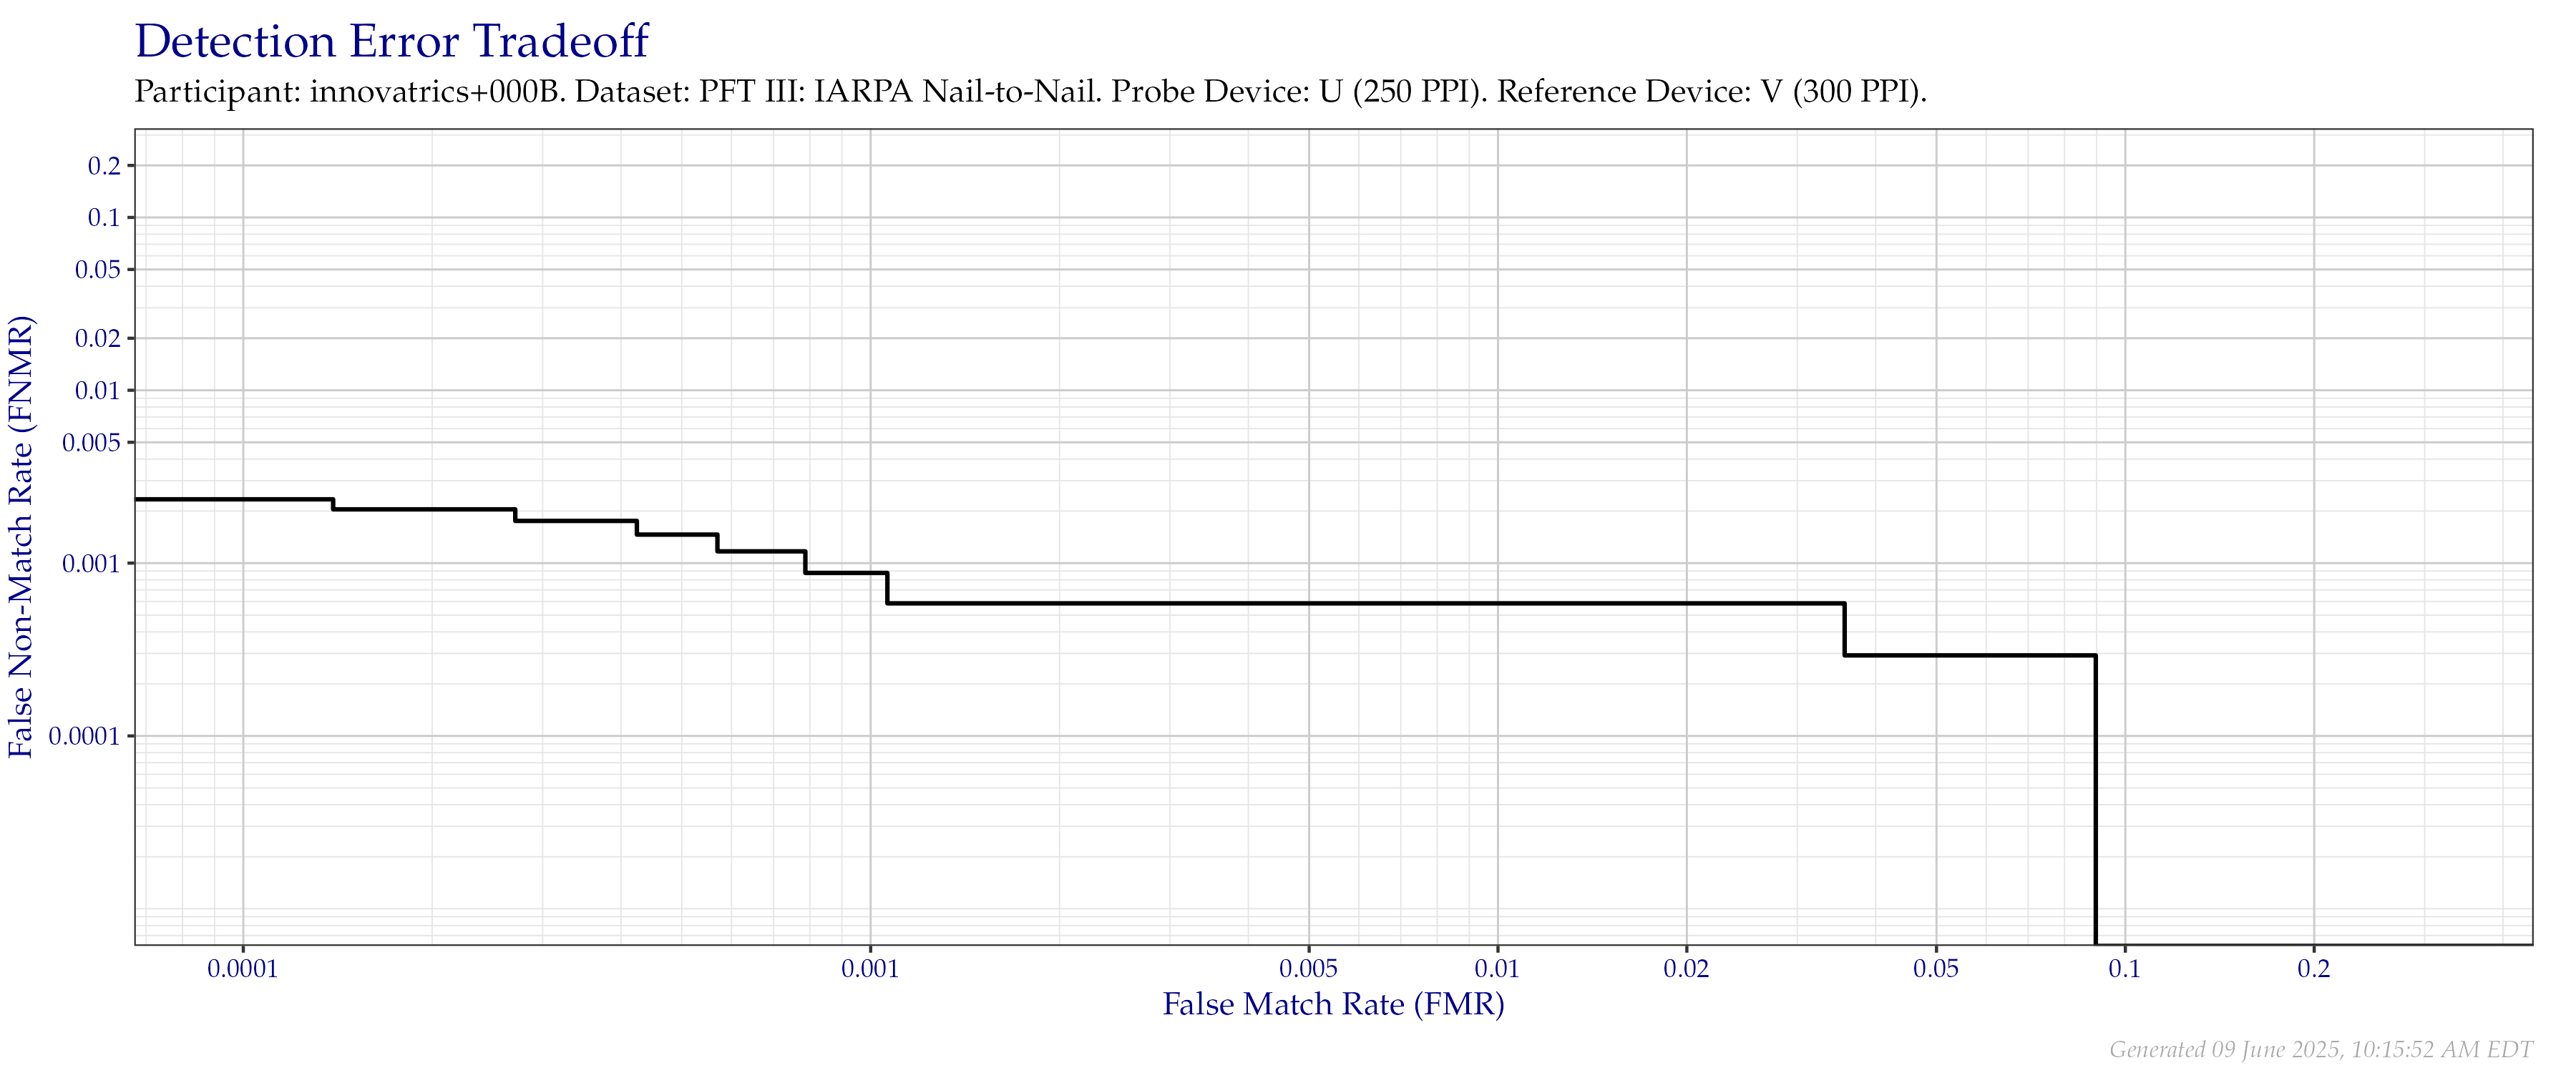 Detection Error Tradeoff
Participant: innovatrics+000B. Dataset: PFT III: IARPA Nail-to-Nail. Probe Device: U (250 PPI). Reference Device: V (300 PPI).
False Non-Match Rate (FNMR)
0.2
0.1
0.05
0.02
0.01
0.005
0.001
0.0001
0.0001 0.001 0.005 0.01 0.02 0.05 0.1 0.2
False Match Rate (FMR)
Generated 09 June 2025, 10:15:52 AM EDT